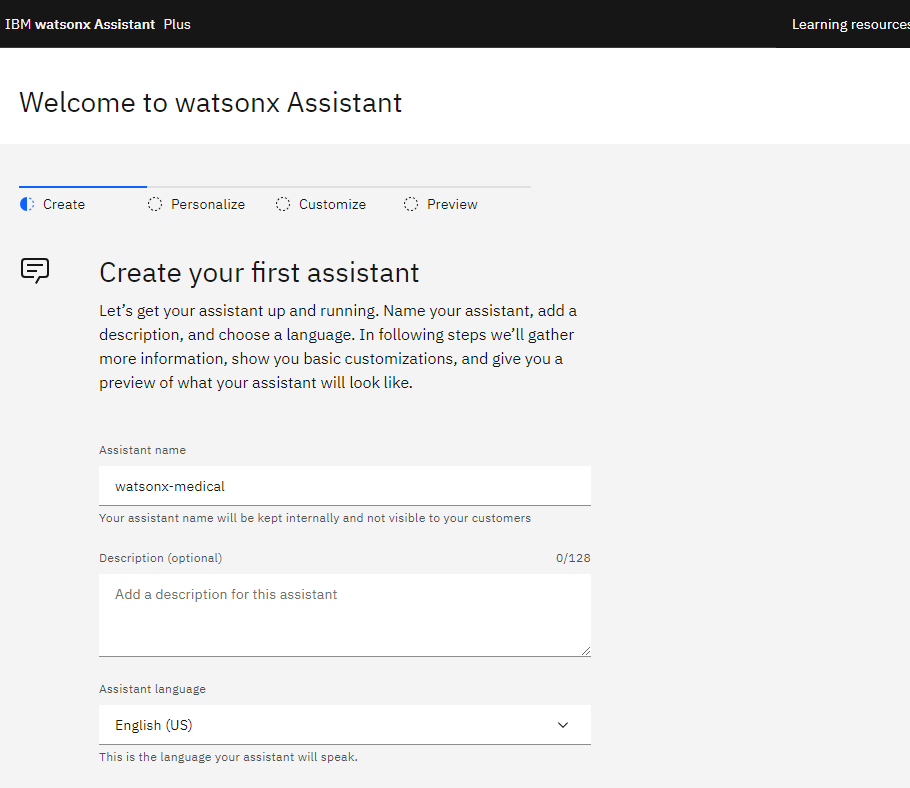 IBM watsonx Assistant Plus
Learning resources
Welcome to watsonx Assistant
Create
Personalize
Customize
Preview
Create your first assistant
Let’s get your assistant up and running. Name your assistant, add a
description, and choose a language. In following steps we’ll gather
more information, show you basic customizations, and give you a
preview of what your assistant will look like.
Assistant name
watsonx-medical
Your assistant name will be kept internally and not visible to your customers
Description (optional)
0/128
Add a description for this assistant
Assistant language
English (US)
This is the language your assistant will speak.